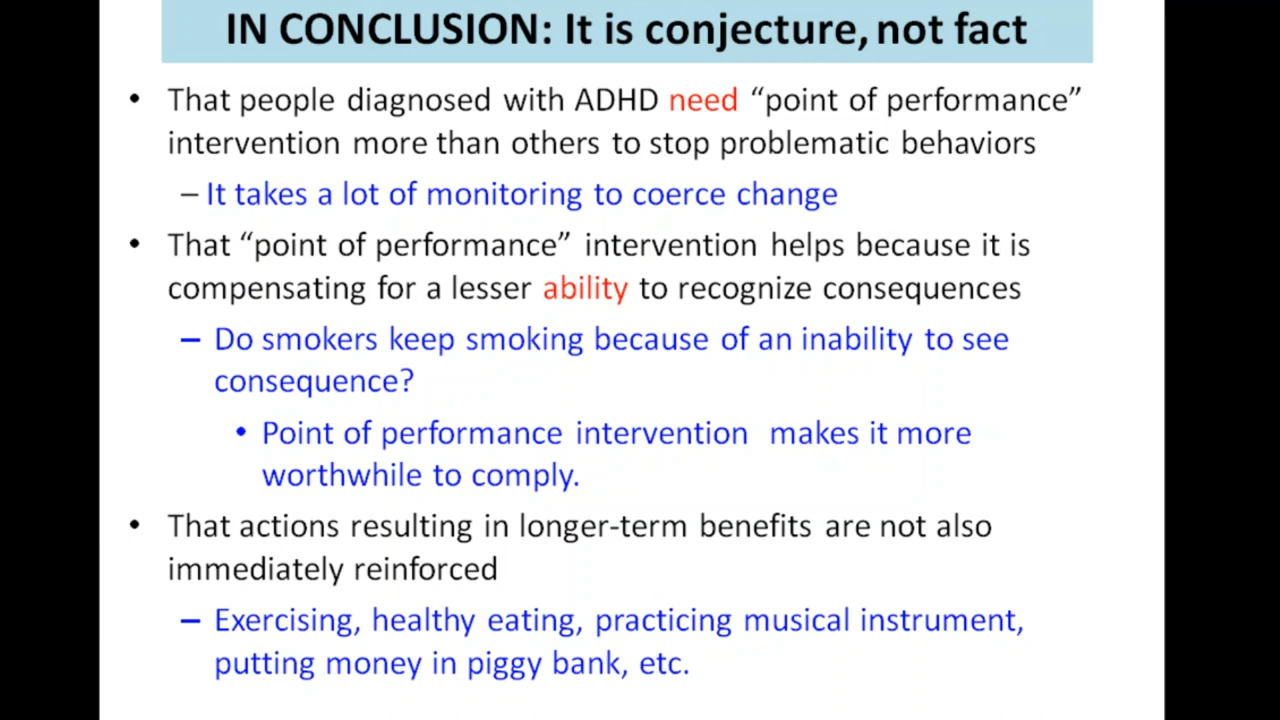 IN CONCLUSION: It is conjecture, not fact
• That people diagnosed with ADHD need “point of performance”
intervention more than others to stop problematic behaviors
– It takes a lot of monitoring to coerce change
• That “point of performance” intervention helps because it is
compensating for a lesser ability to recognize consequences
– Do smokers keep smoking because of an inability to see
consequence?
• Point of performance intervention makes it more
worthwhile to comply.
• That actions resulting in longer-term benefits are not also
immediately reinforced
– Exercising, healthy eating, practicing musical instrument,
putting money in piggy bank, etc.